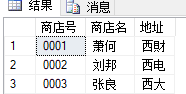 结果 消息
商店号 商店名 地址
1 0001 萧何 西财
2 0002 刘邦 西电
3 0003 张良 西大